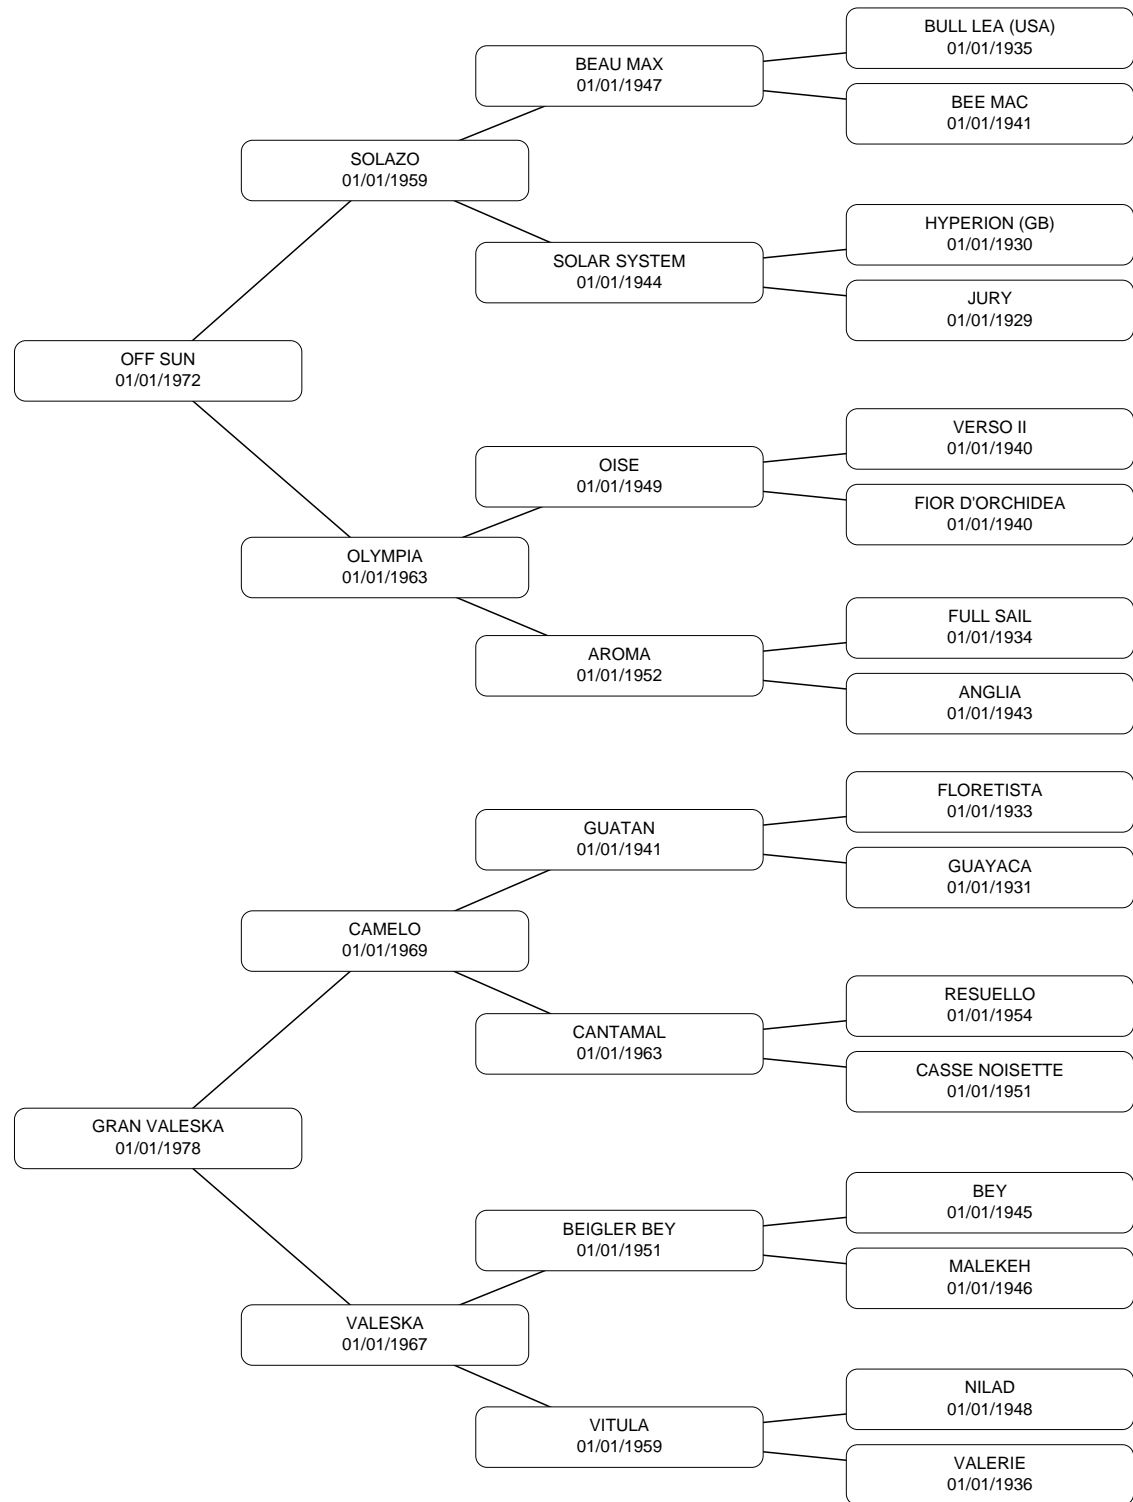 BULL LEA (USA)
01/01/1935
BEAU MAX
01/01/1947
BEE MAC
01/01/1941
SOLAZO
01/01/1959
HYPERION (GB)
01/01/1930
SOLAR SYSTEM
01/01/1944
JURY
01/01/1929
OFF SUN
01/01/1972
VERSO II
01/01/1940
OISE
01/01/1949
FIOR D'ORCHIDEA
01/01/1940
OLYMPIA
01/01/1963
FULL SAIL
01/01/1934
AROMA
01/01/1952
ANGLIA
01/01/1943
FLORETISTA
01/01/1933
GUATAN
01/01/1941
GUAYACA
01/01/1931
CAMELO
01/01/1969
RESUELLO
01/01/1954
CANTAMAL
01/01/1963
CASSE NOISETTE
01/01/1951
GRAN VALESKA
01/01/1978
BEY
01/01/1945
BEIGLER BEY
01/01/1951
MALEKEH
01/01/1946
VALESKA
01/01/1967
NILAD
01/01/1948
VITULA
01/01/1959
VALERIE
01/01/1936